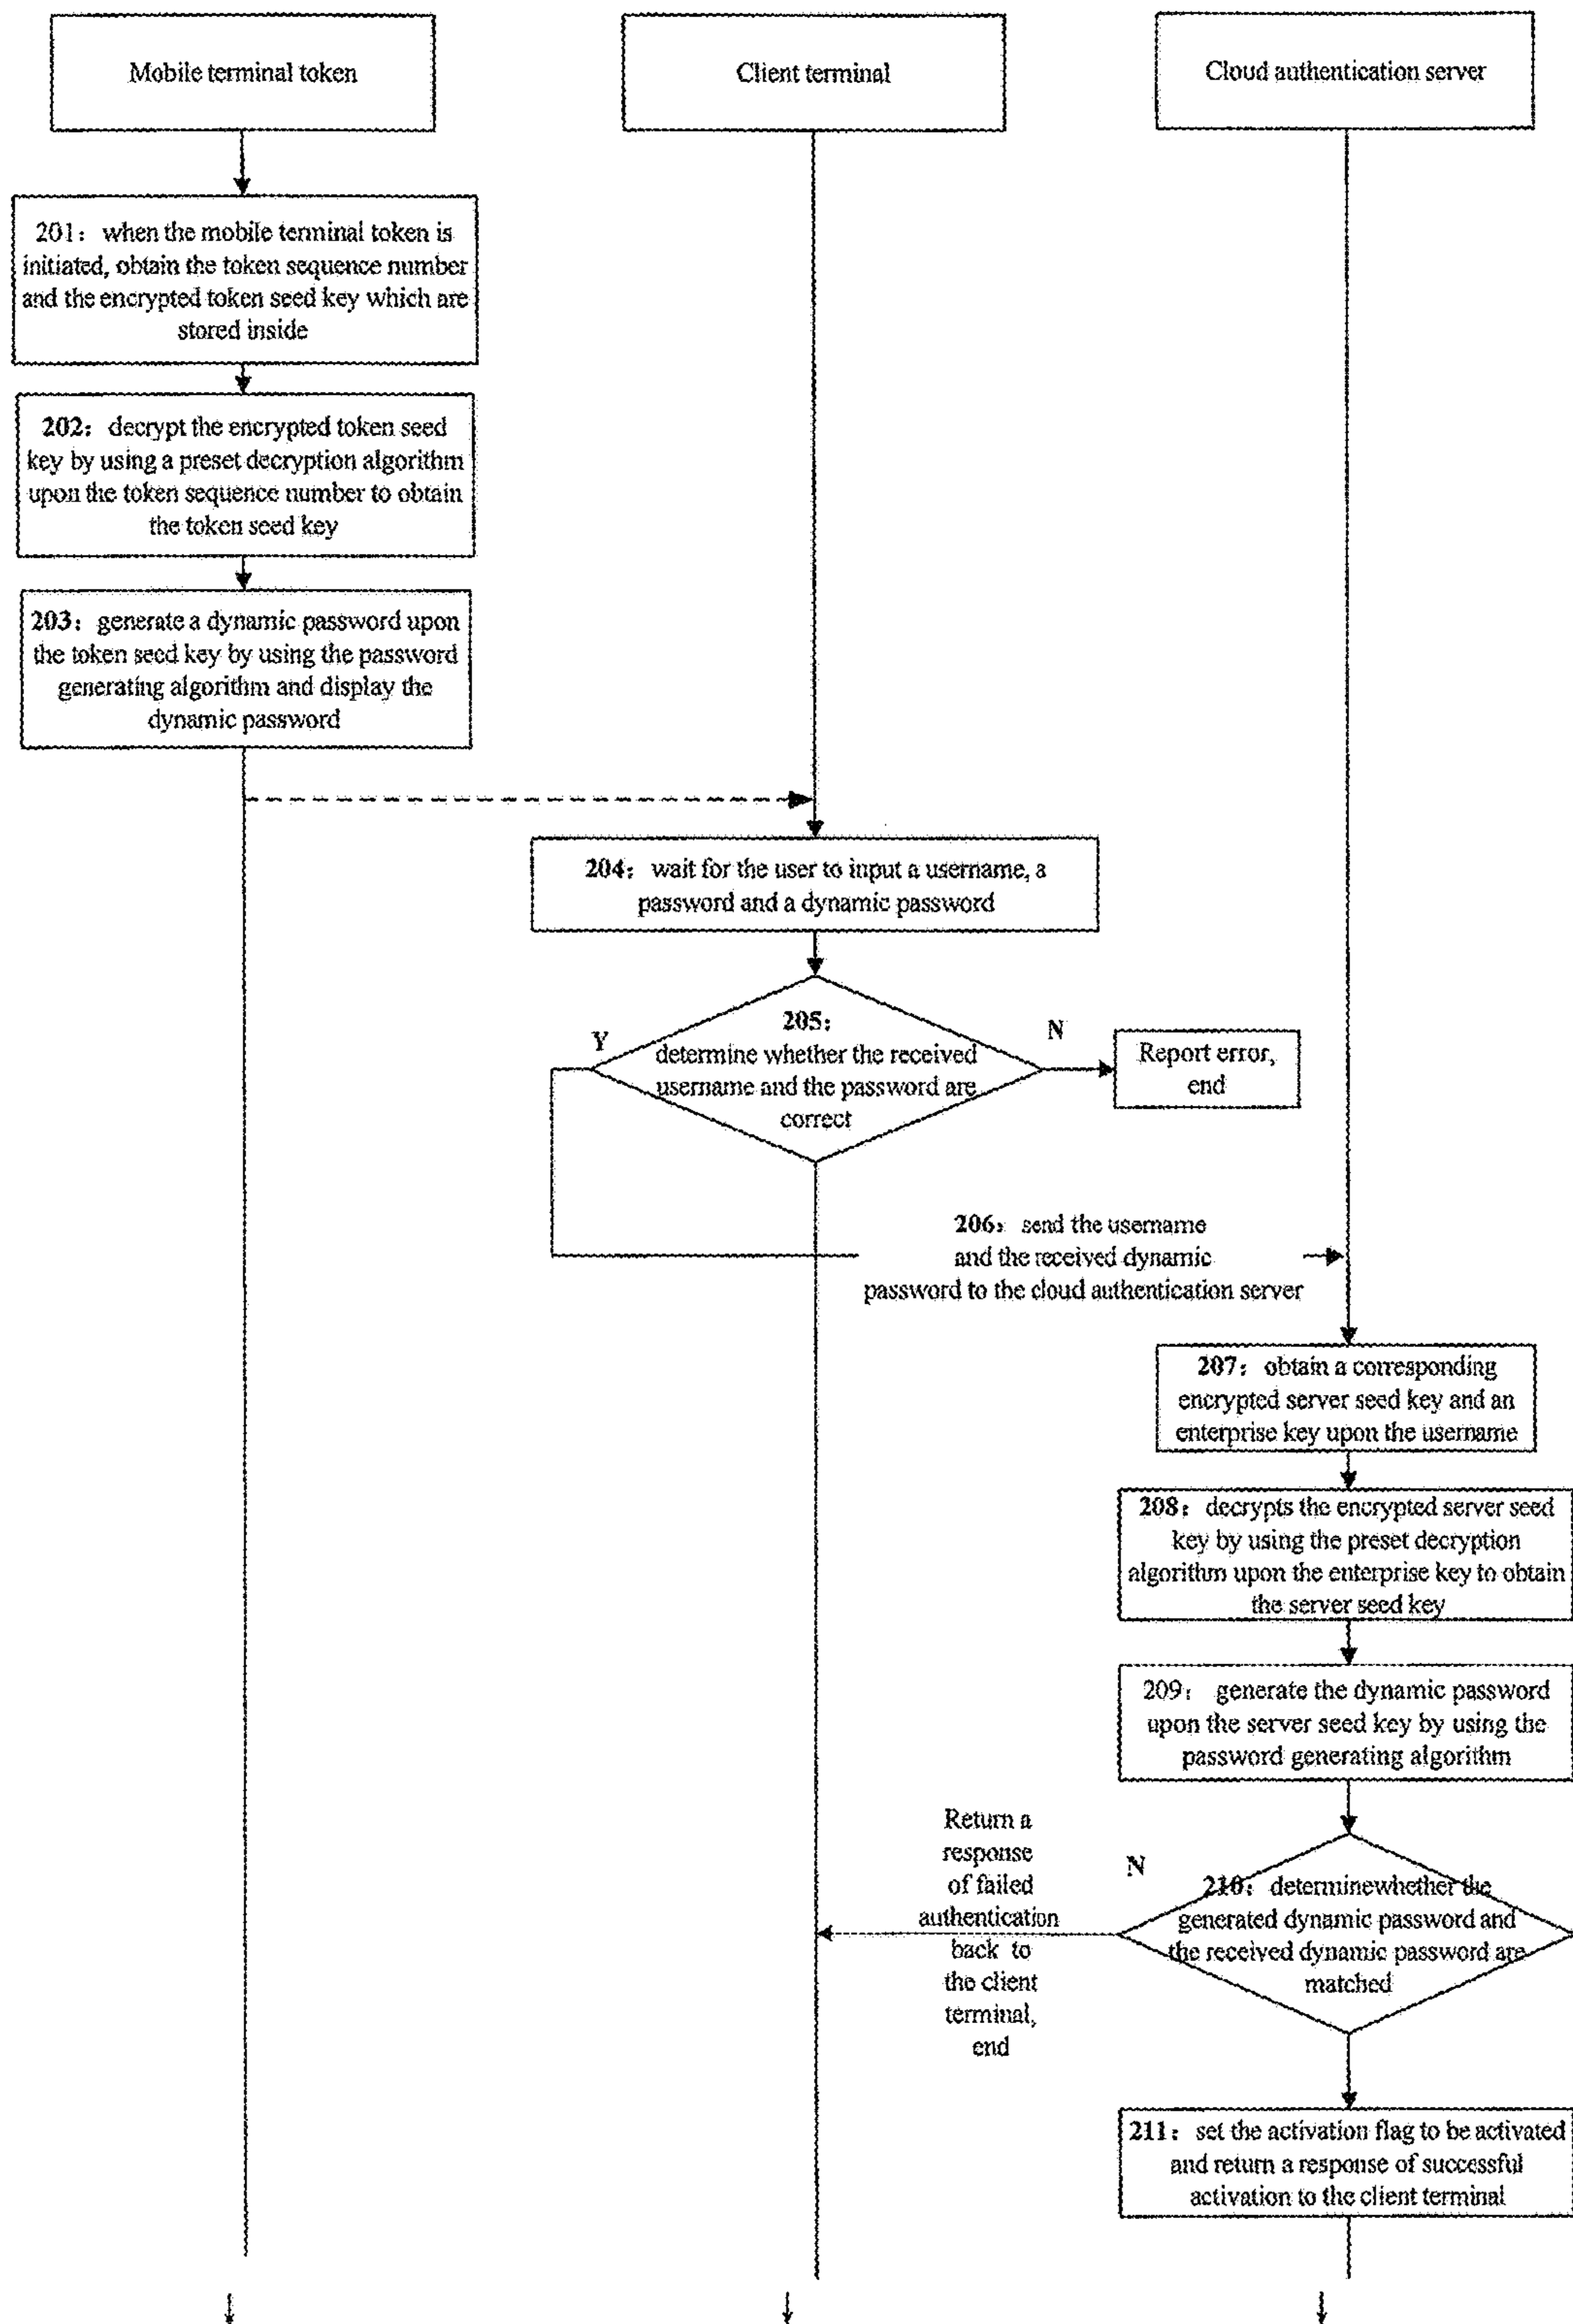 Mobile terminal token
Client terminal
Cloud authentication server
201: when the mobile terminal token is
initiated, obtain the token sequence number
and the encrypted token seed key which are
stored inside
202: decrypt the encrypted token seed
key by using a preset decryption algorithm
upon the token sequence number to obtain
the token seed key
203: generate a dynamic password upon
the token seed key by using the password
generating algorithm and display the
dynamic password
204: wait for the user to input a username, a
password and a dynamic password
205:
determine whether the received
username and the password are
correct
Y
N
Report error,
end
206: send the username
and the received dynamic
password to the cloud authentication server
207: obtain a corresponding
encrypted server seed key and an
enterprise key upon the username
208: decrypts the encrypted server seed
key by using the preset decryption
algorithm upon the enterprise key to obtain
the server seed key
209: generate the dynamic password
upon the server seed key by using the
password generating algorithm
210: determinewhether the
generated dynamic password and
the received dynamic password are
matched
N
Return a
response
of failed
authentication
back to
the client
terminal,
end
211: set the activation flag to be activated
and return a response of successful
activation to the client terminal